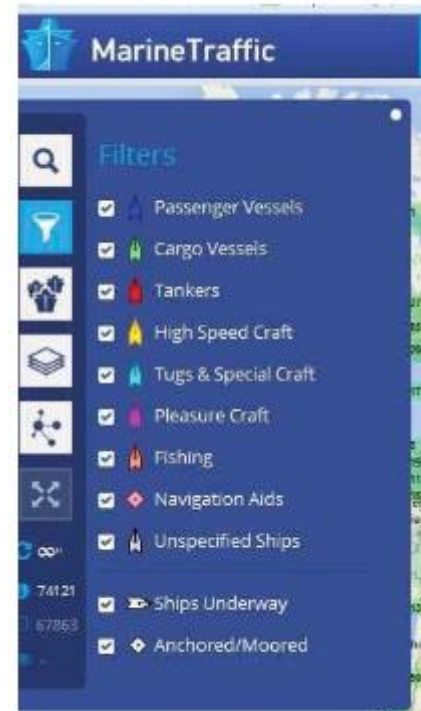 MarineTraffic
Filters
Passenger Vessels
Cargo Vessels
Tankers
High Speed Craft
Tugs & Special Craft
Pleasure Craft
Fishing
Navigation Aids
Unspecified Ships
74121
67863
Ships Underway
Anchored/Moored